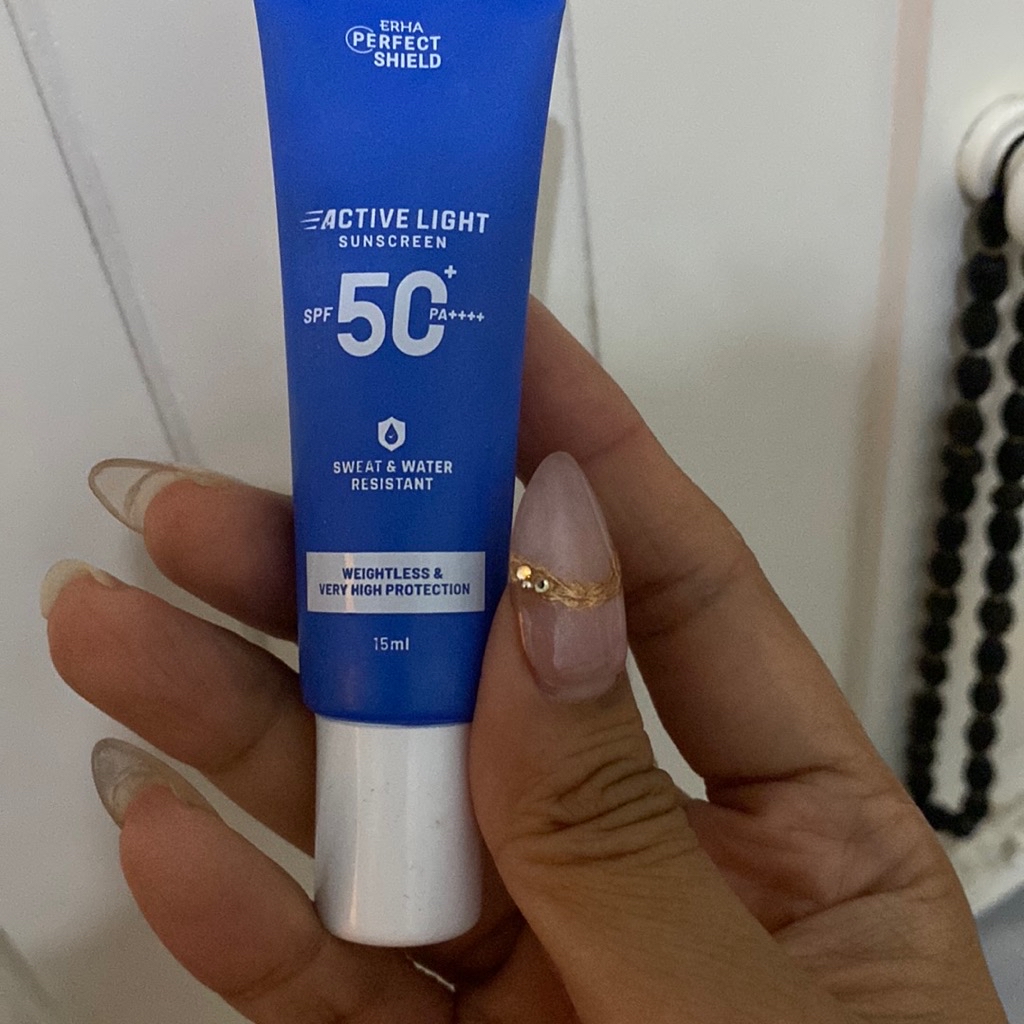 ERHA
PERFECT
SHIELD
ACTIVE LIGHT
SUNSCREEN
SPF 50+ PA++++
SWEAT & WATER
RESISTANT
WEIGHTLESS &
VERY HIGH PROTECTION
15ml